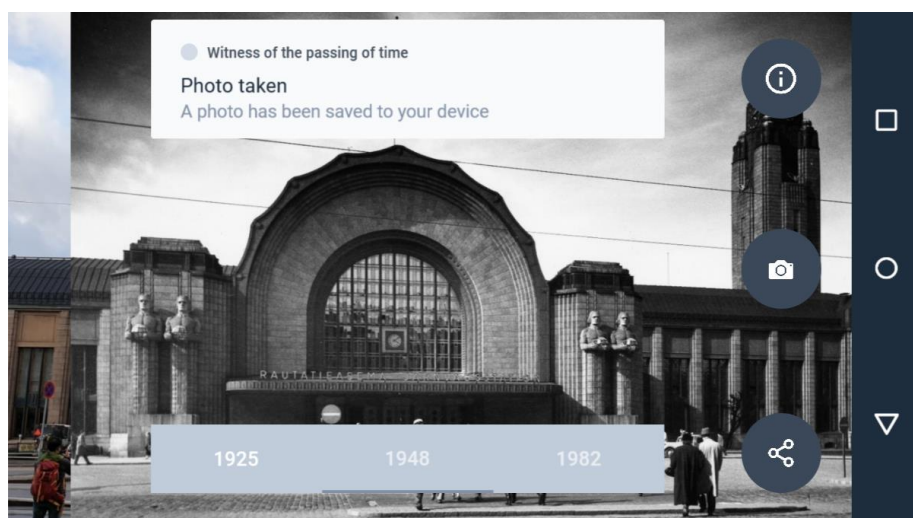 Witness of the passing of time
Photo taken
A photo has been saved to your device
RAUTATIEASEMA
1925 1948 1982